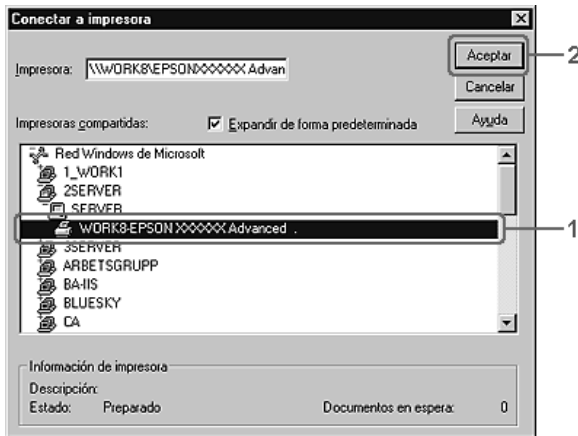 Conectar a impresora
Impresora: \\WORK8\EPSONXXXXXX Advan
Aceptar 2
Cancelar
Impresoras compartidas: Expandir de forma predeterminada Ayuda
Red Windows de Microsoft
1_WORK1
2SERVER
SERVER
WORK8-EPSON XXXXXX Advanced . 1
3SERVER
ARBETSGRUPP
BA-IIS
BLUESKY
CA
Información de impresora
Descripción:
Estado: Preparado Documentos en espera: 0